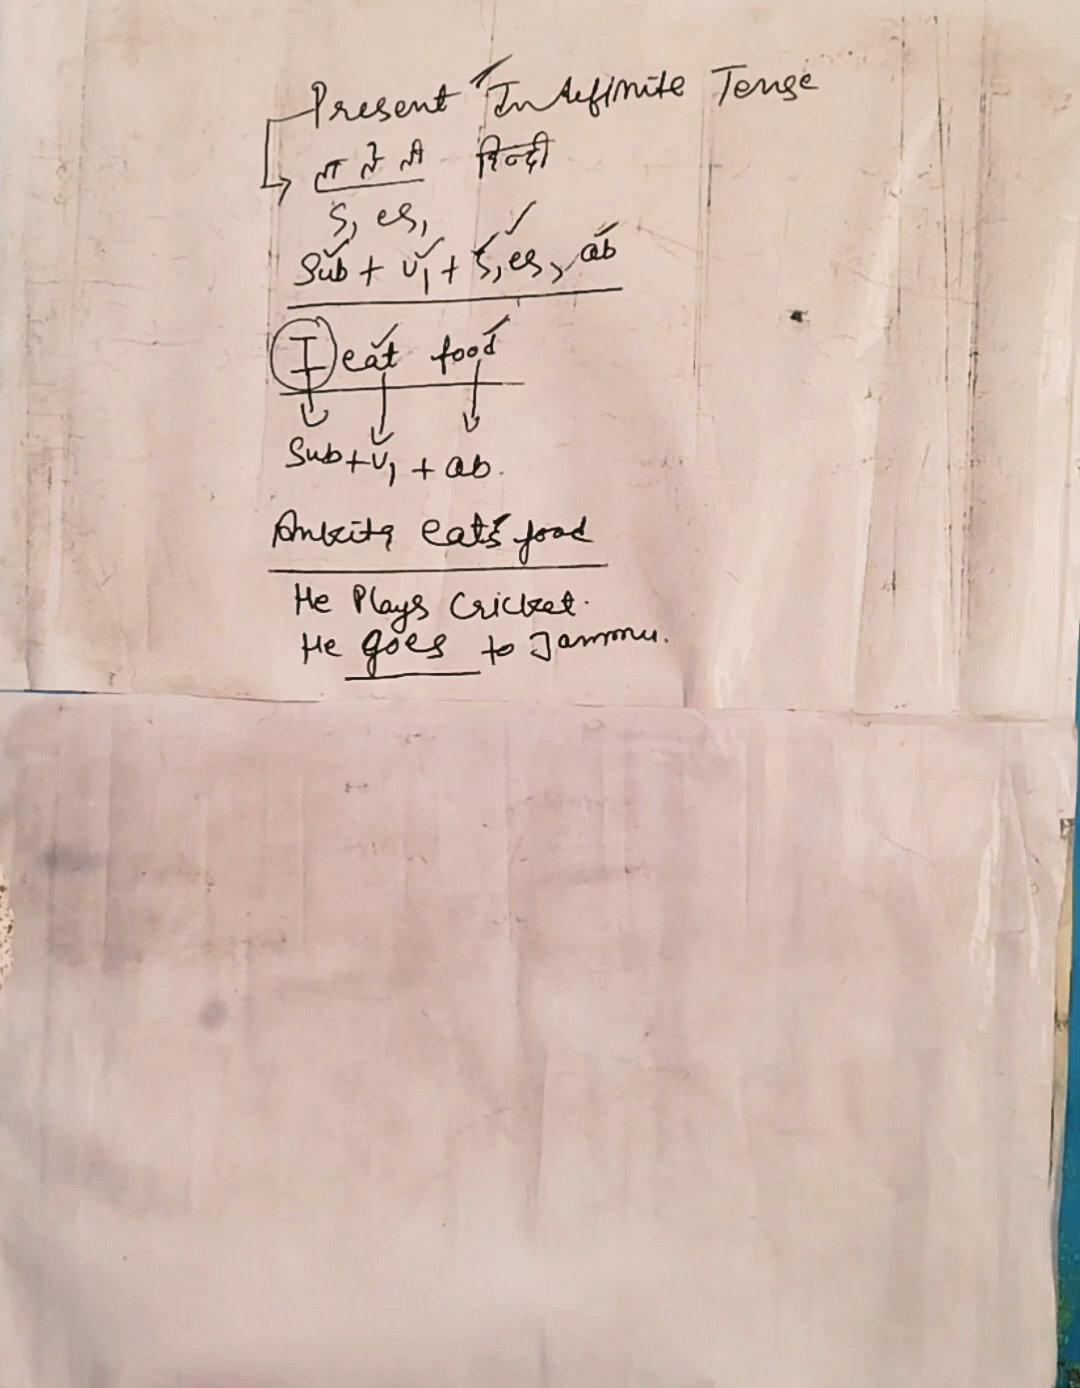 Present Indefinite Tense
ता ते ती हिन्दी
s, es,
Sub + v1 + s, es, ob
I eat food
Sub + v1 + ob.
Ankita eats food
He Plays Cricket.
He goes to Jammu.